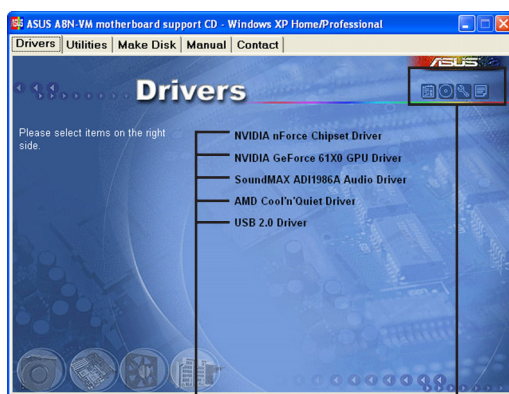 ASUS A8N-VM motherboard support CD - Windows XP Home/Professional
Drivers Utilities Make Disk Manual Contact
ASUS
Drivers
Please select items on the right
side.
NVIDIA nForce Chipset Driver
NVIDIA GeForce 61X0 GPU Driver
SoundMAX ADI1986A Audio Driver
AMD Cool'n'Quiet Driver
USB 2.0 Driver